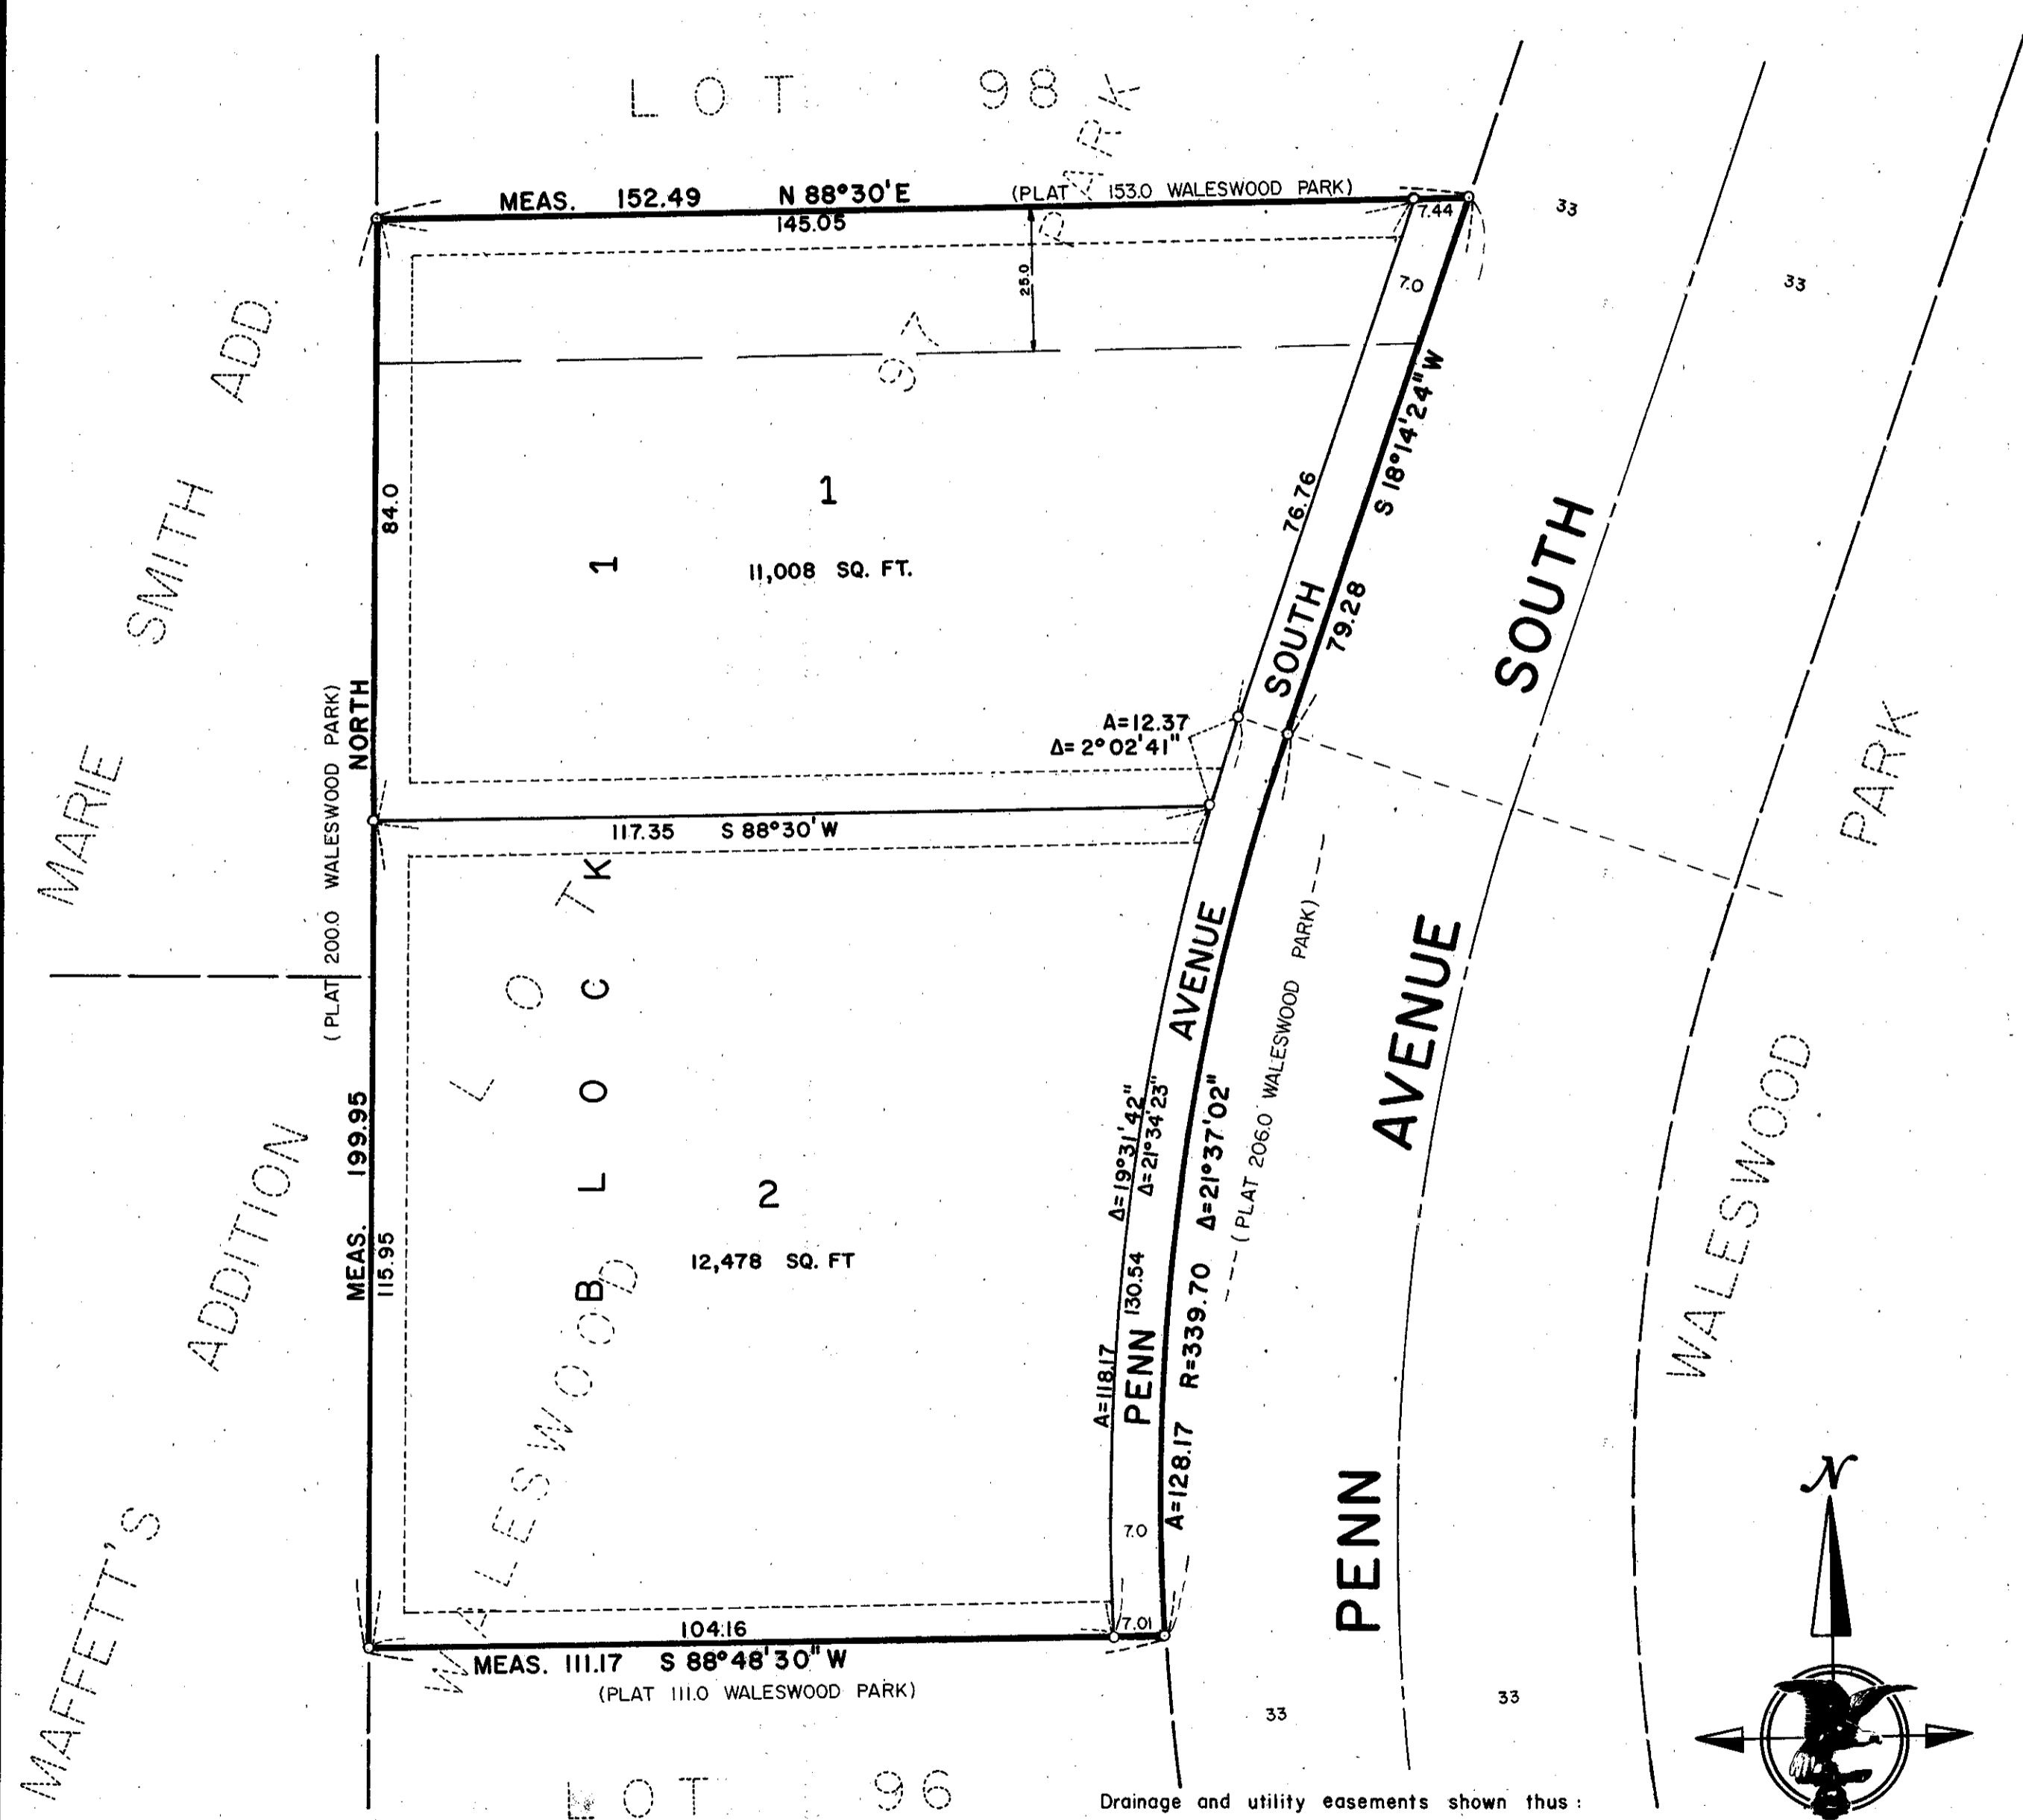 LOT 98
PARK
MEAS. 152.49 N 88°30'E (PLAT 153.0 WALESWOOD PARK)
145.05
7.44
33
33
25.0
7.0
97
MARIE SMITH ADD.
84.0
1
1
11,008 SQ. FT.
76.76
S 18°14'24" W
79.28
SOUTH
SOUTH
NORTH
(PLAT 200.0 WALESWOOD PARK)
A=12.37
Δ= 2°02'41"
117.35 S 88°30' W
LOT
BLOCK
AVENUE
AVENUE
PARK
WALESWOOD
(PLAT 206.0 WALESWOOD PARK)
Δ=19°31'42"
Δ=21°34'23"
Δ=21°37'02"
R=339.70
A=128.17
130.54
A=118.17
PENN
PENN
MEAS. 199.95
115.95
2
12,478 SQ. FT
WALESWOOD
MAFFETT'S ADDITION
7.0
7.01
104.16
MEAS. 111.17 S 88°48'30" W
(PLAT 111.0 WALESWOOD PARK)
33
33
N
LOT 96
Drainage and utility easements shown thus :